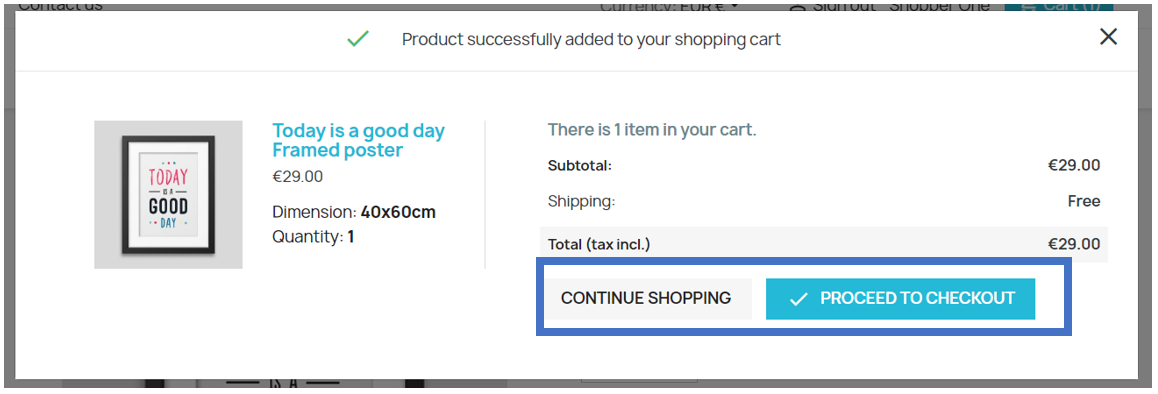 Contact us
Currency: EUR €
Sign out Shopper One
Cart (1)
Product successfully added to your shopping cart
TODAY
IS A
GOOD
DAY
Today is a good day
Framed poster
€29.00
Dimension: 40x60cm
Quantity: 1
There is 1 item in your cart.
Subtotal: €29.00
Shipping: Free
Total (tax incl.) €29.00
CONTINUE SHOPPING
PROCEED TO CHECKOUT
IS A